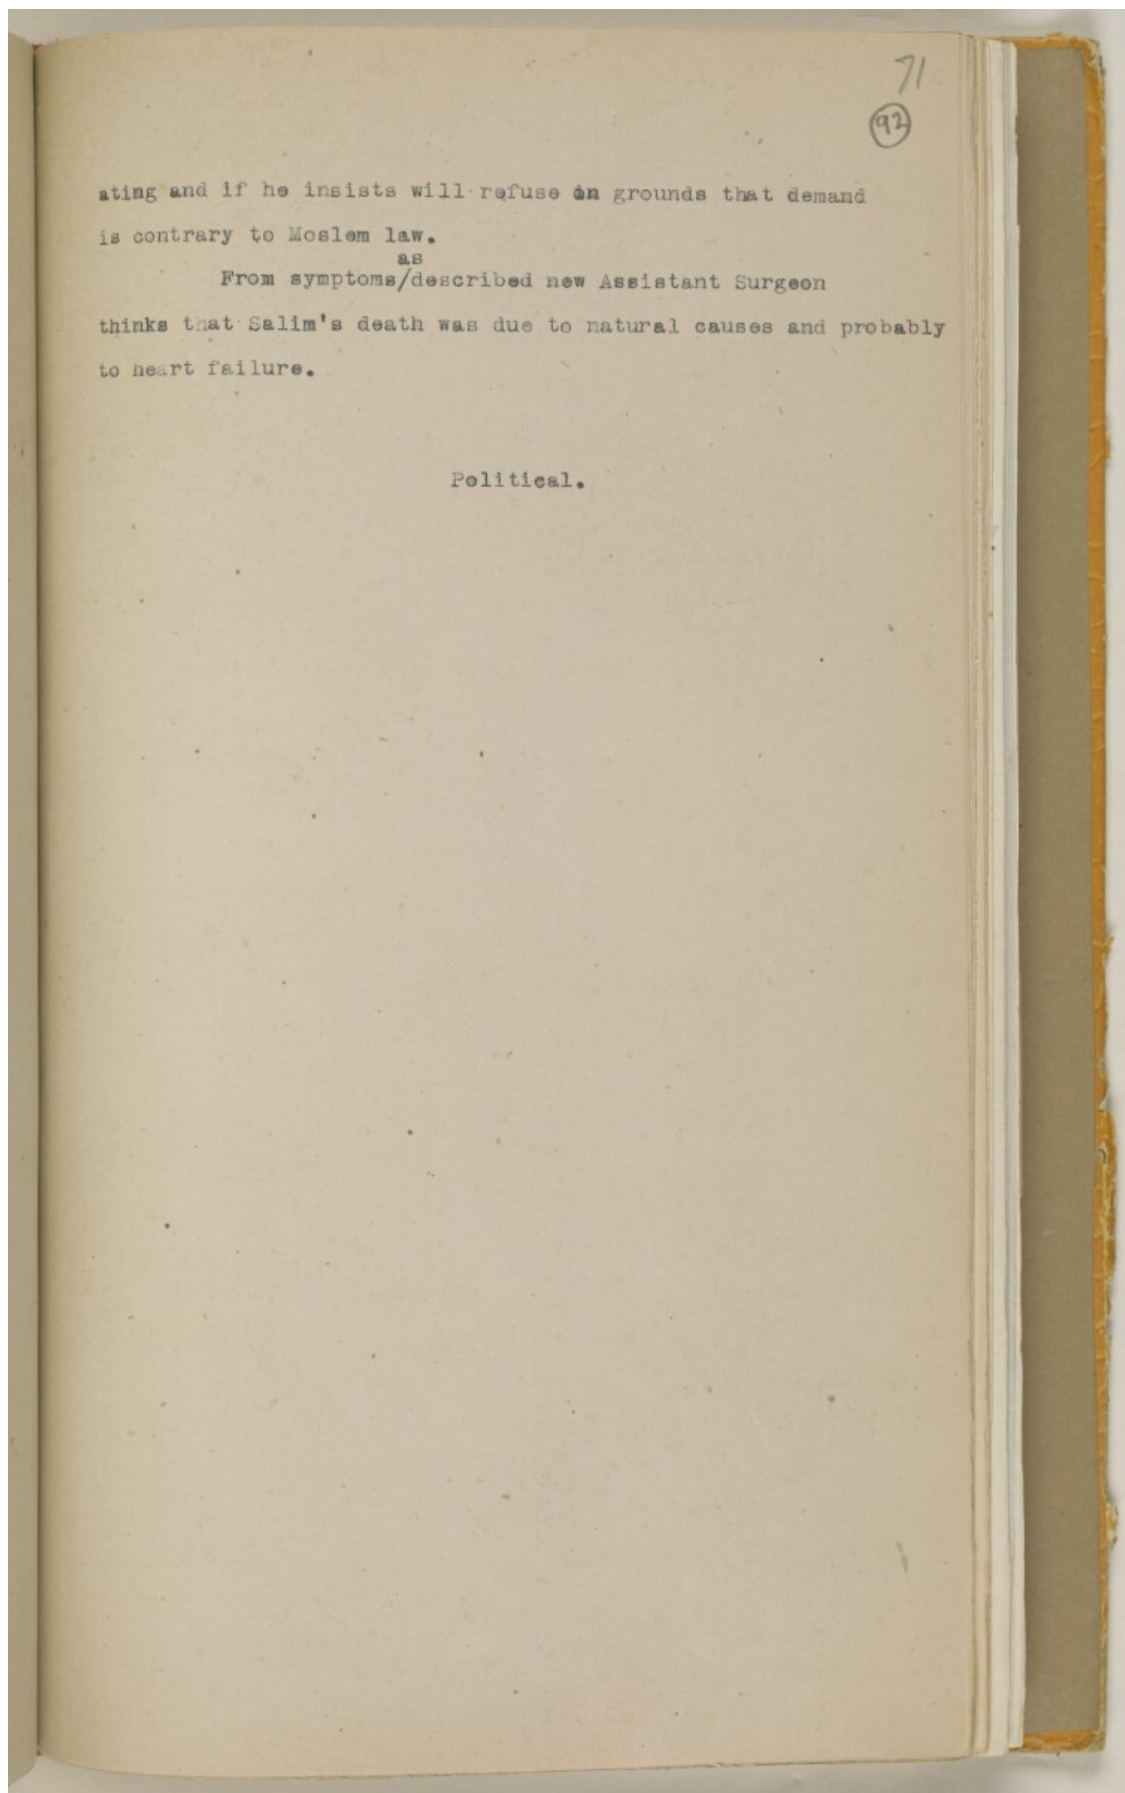 71
92
ating and if he insists will refuse on grounds that demand
is contrary to Moslem law.
as
From symptoms/described new Assistant Surgeon
thinks that Salim's death was due to natural causes and probably
to heart failure.
Political.